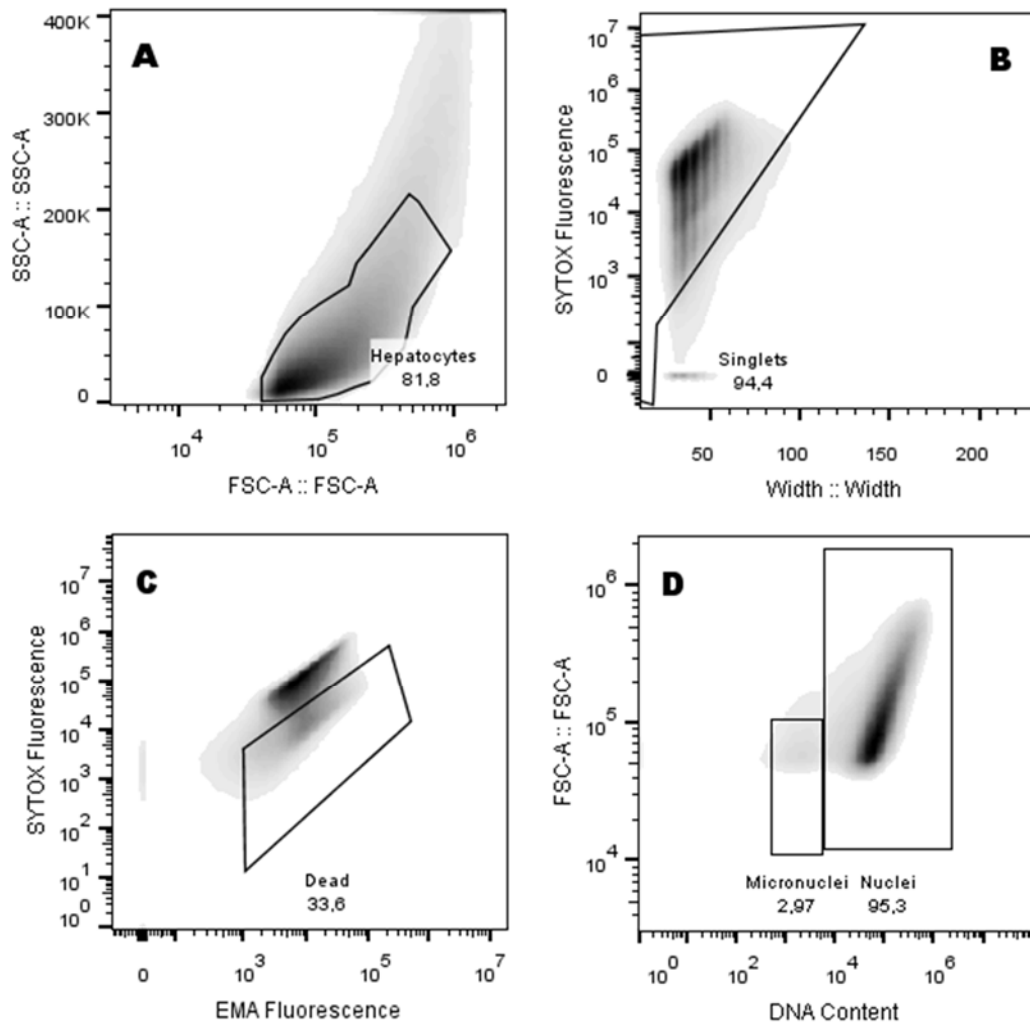 A
400K
300K
200K
100K
0
SSC-A :: SSC-A
Hepatocytes
81,8
10^4 10^5 10^6
FSC-A :: FSC-A
B
10^7
10^6
10^5
10^4
10^3
0
SYTOX Fluorescence
Singlets
94,4
50 100 150 200
Width :: Width
C
10^7
10^6
10^5
10^4
10^3
10^2
10^1
10^0
SYTOX Fluorescence
Dead
33,6
0 10^3 10^5 10^7
EMA Fluorescence
D
10^6
10^5
10^4
FSC-A :: FSC-A
Micronuclei Nuclei
2,97 95,3
10^0 10^2 10^4 10^6
DNA Content